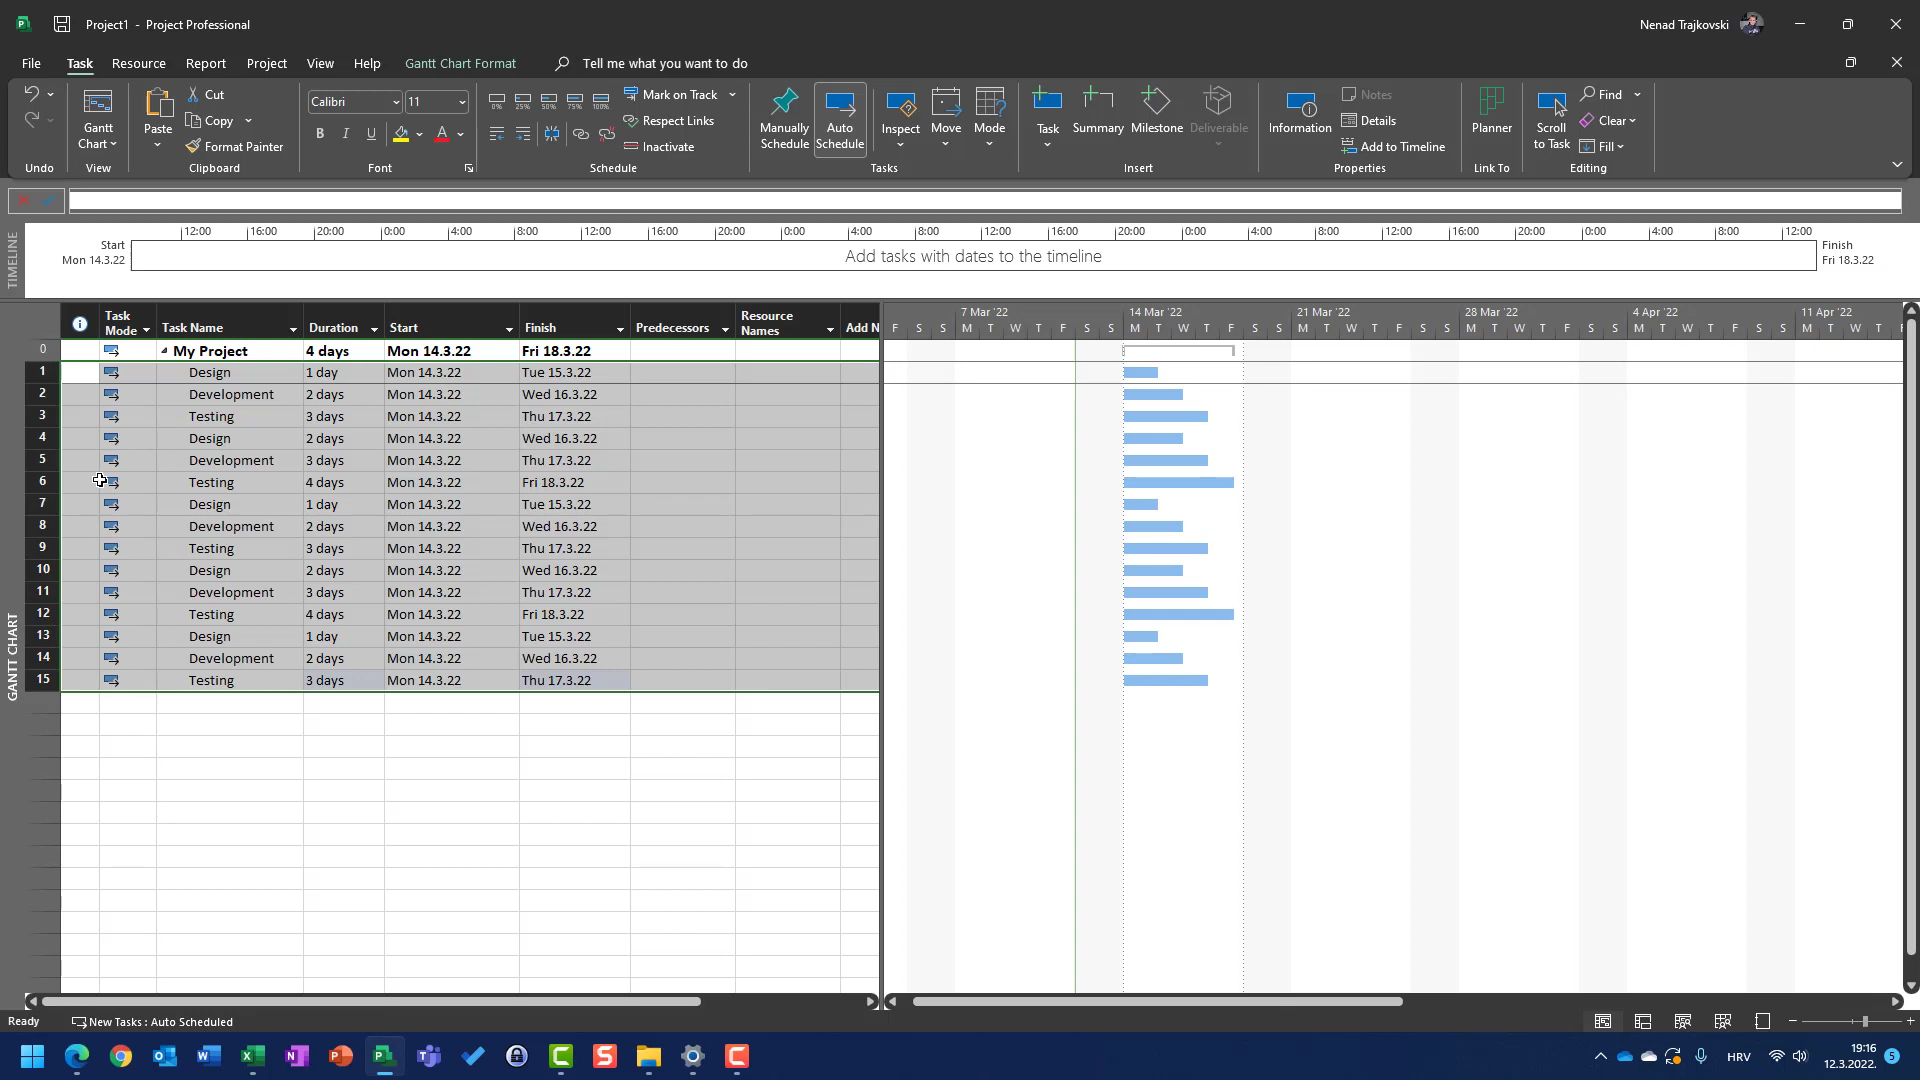 Project1 - Project Professional
Nenad Trajkovski
File Task Resource Report Project View Help Gantt Chart Format Tell me what you want to do
Cut
Copy
Format Painter
Paste
Gantt
Chart
Calibri 11
B I U A
0% 25% 50% 75% 100%
Mark on Track
Respect Links
Inactivate
Manually
Schedule
Auto
Schedule
Inspect
Move
Mode
Task
Summary
Milestone
Deliverable
Information
Notes
Details
Add to Timeline
Planner
Scroll
to Task
Find
Clear
Fill
Undo View Clipboard Font Schedule Tasks Insert Properties Link To Editing
TIMELINE
12:00 16:00 20:00 0:00 4:00 8:00 12:00 16:00 20:00 0:00 4:00 8:00 12:00 16:00 20:00 0:00 4:00 8:00 12:00 16:00 20:00 0:00 4:00 8:00 12:00
Start
Mon 14.3.22
Add tasks with dates to the timeline
Finish
Fri 18.3.22
GANTT CHART
Task
Mode
Task Name Duration Start Finish Predecessors
Resource
Names
Add N
7 Mar '22 14 Mar '22 21 Mar '22 28 Mar '22 4 Apr '22 11 Apr '22
F S S M T W T F S S M T W T F S S M T W T F S S M T W T F S S M T W T F S S M T W T F
0 My Project 4 days Mon 14.3.22 Fri 18.3.22
1 Design 1 day Mon 14.3.22 Tue 15.3.22
2 Development 2 days Mon 14.3.22 Wed 16.3.22
3 Testing 3 days Mon 14.3.22 Thu 17.3.22
4 Design 2 days Mon 14.3.22 Wed 16.3.22
5 Development 3 days Mon 14.3.22 Thu 17.3.22
6 Testing 4 days Mon 14.3.22 Fri 18.3.22
7 Design 1 day Mon 14.3.22 Tue 15.3.22
8 Development 2 days Mon 14.3.22 Wed 16.3.22
9 Testing 3 days Mon 14.3.22 Thu 17.3.22
10 Design 2 days Mon 14.3.22 Wed 16.3.22
11 Development 3 days Mon 14.3.22 Thu 17.3.22
12 Testing 4 days Mon 14.3.22 Fri 18.3.22
13 Design 1 day Mon 14.3.22 Tue 15.3.22
14 Development 2 days Mon 14.3.22 Wed 16.3.22
15 Testing 3 days Mon 14.3.22 Thu 17.3.22
Ready New Tasks : Auto Scheduled
HRV
19:16
12.3.2022.
5